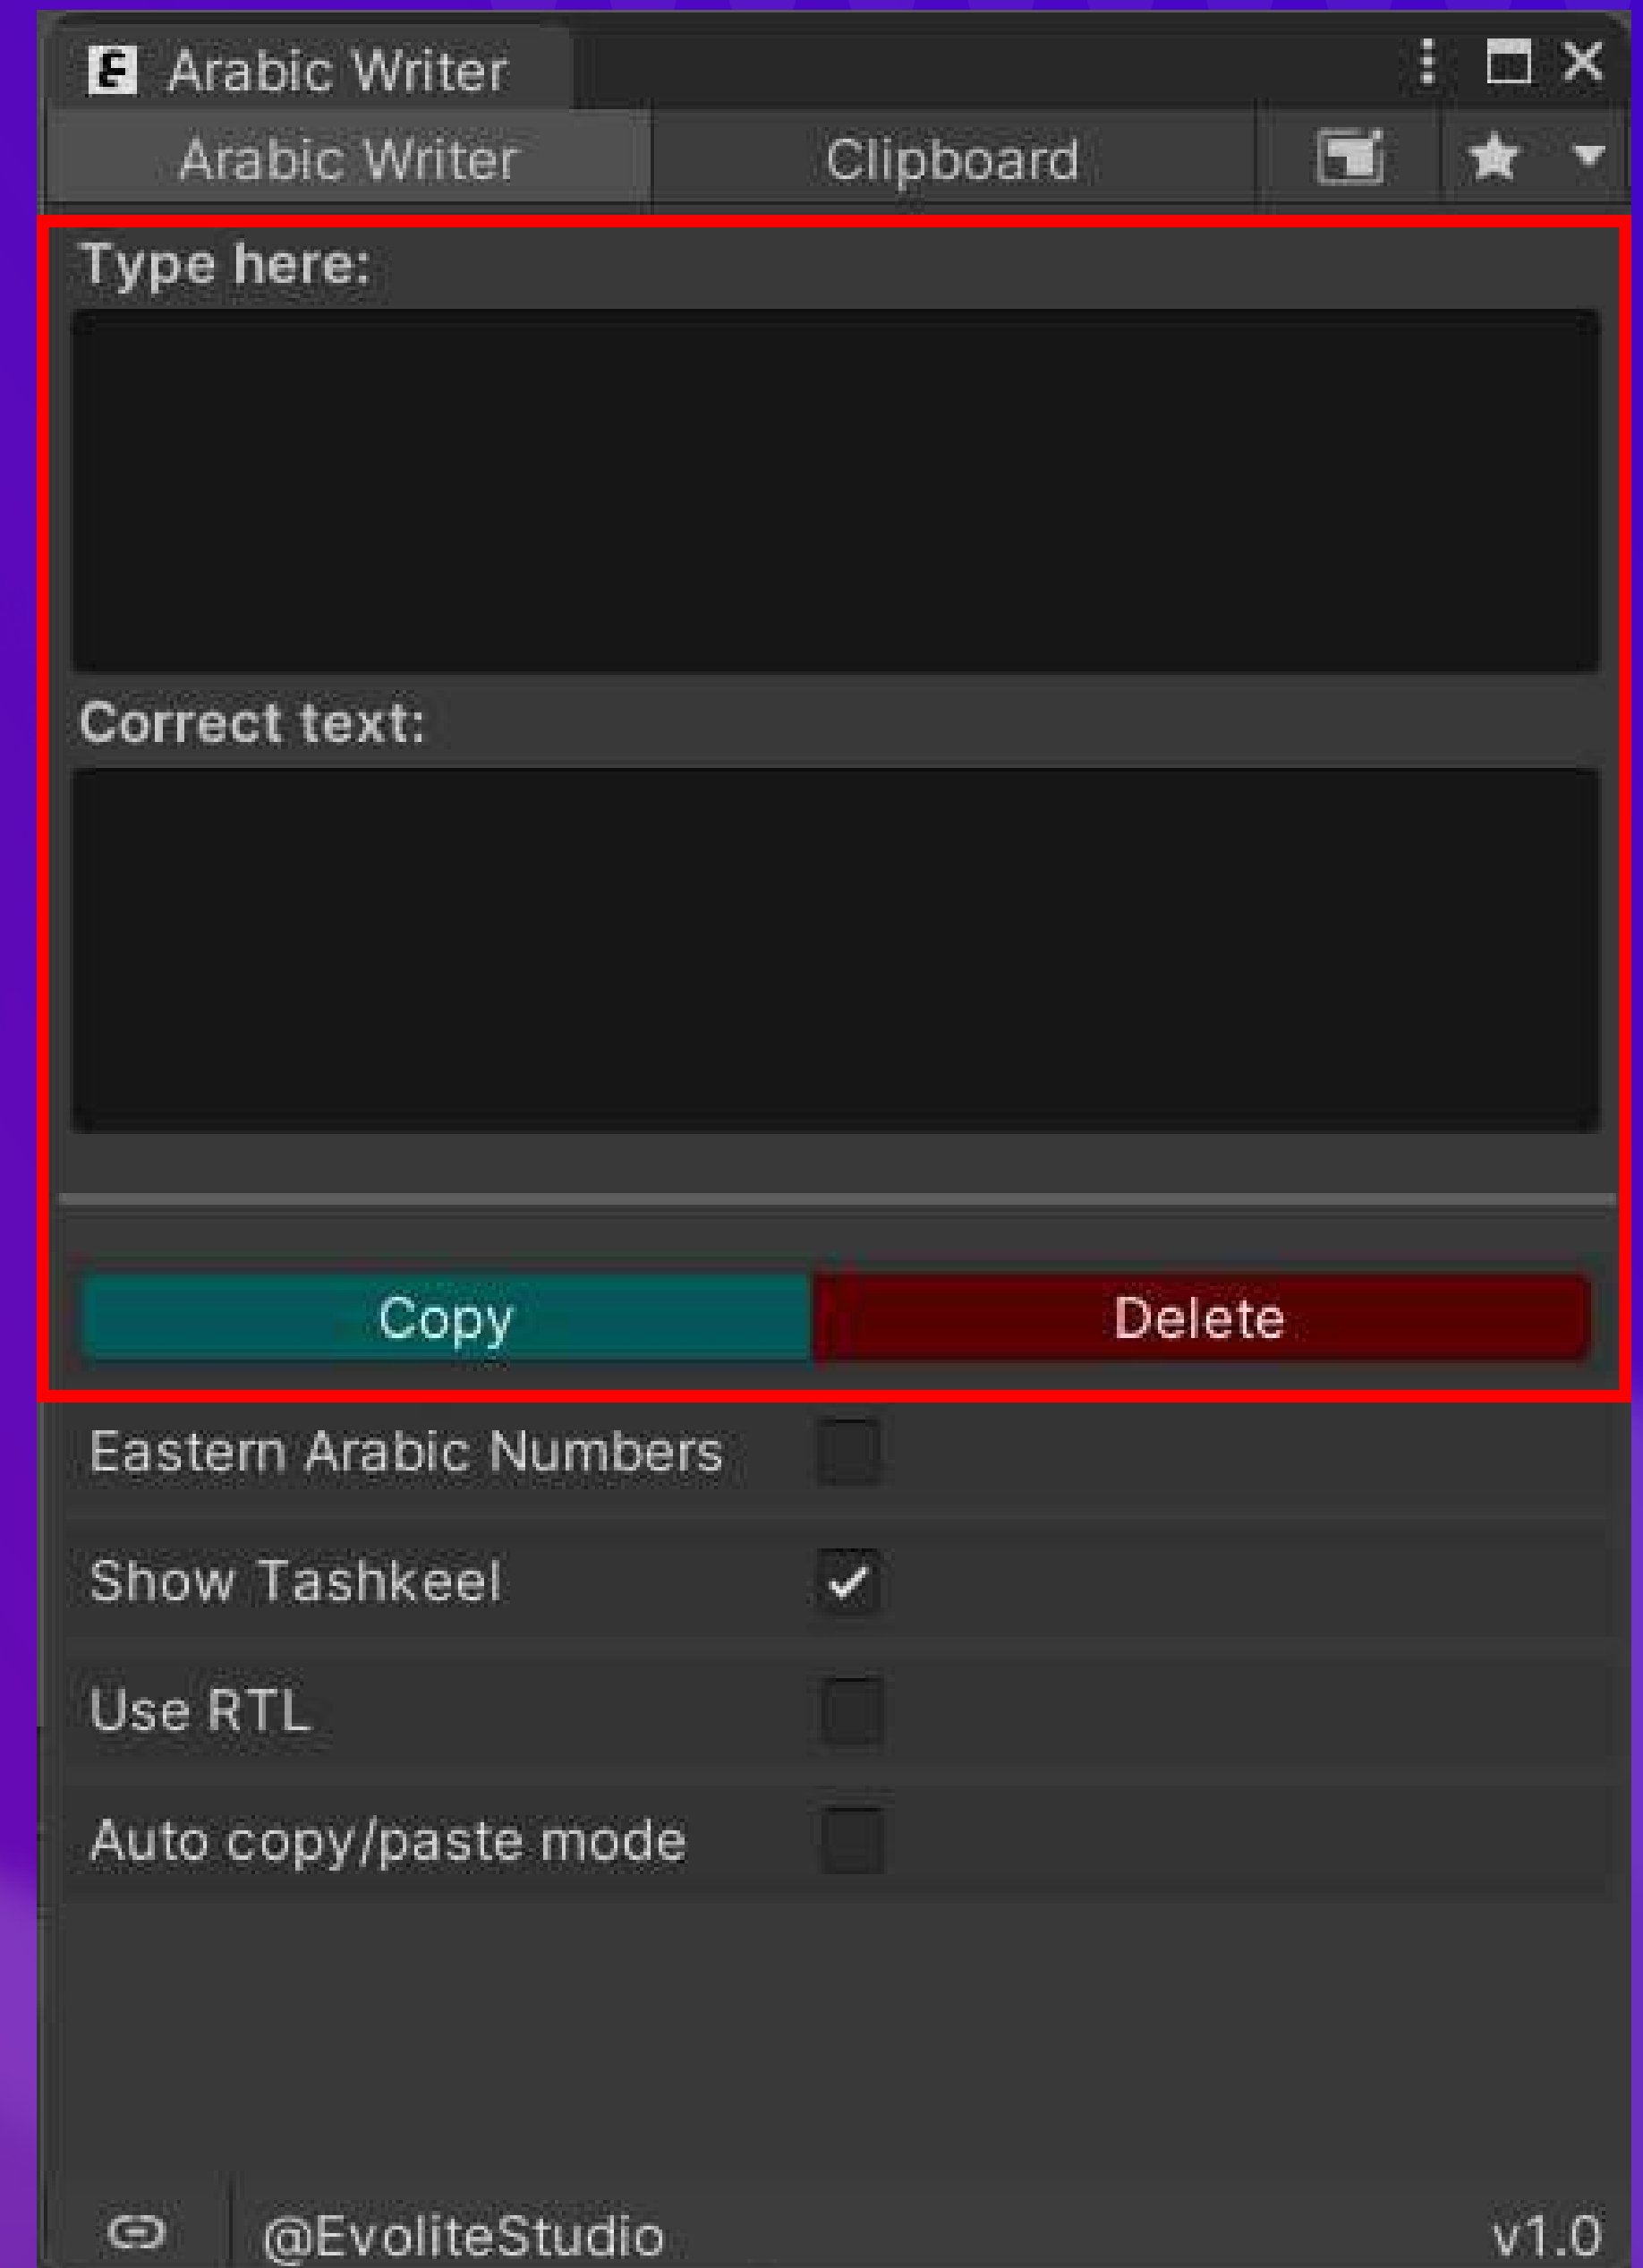 Arabic Writer
Arabic Writer Clipboard
Type here:
Correct text:
Copy Delete
Eastern Arabic Numbers
Show Tashkeel
Use RTL
Auto copy/paste mode
@EvoliteStudio v1.0